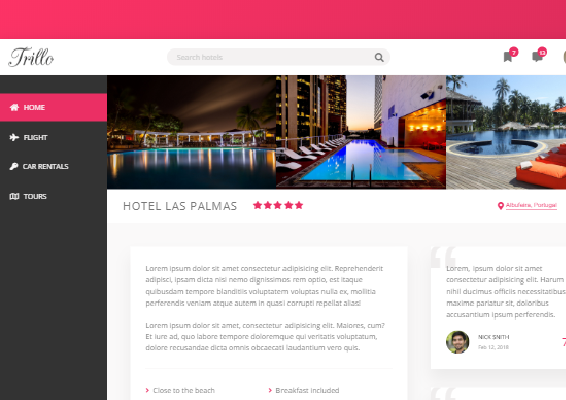 Trillo
Search hotels
7
13
HOME
FLIGHT
CAR RENTALS
TOURS
HOTEL LAS PALMAS
Albufeira, Portugal
Lorem ipsum dolor sit amet consectetur adipisicing elit. Reprehenderit
adipisci, ipsam dicta nisi nemo dignissimos rem optio, est itaque
quibusdam tempore blanditiis voluptatem voluptas nulla ex, mollitia
perferendis veniam atque autem in quasi corrupti repellat alias!
Lorem ipsum dolor sit amet, consectetur adipisicing elit. Maiores, cum?
Et iure ad, quo labore tempore doloremque qui veritatis voluptatum,
dolore recusandae dicta omnis obcaecati laudantium vero quis.
Close to the beach
Breakfast included
“
Lorem, ipsum dolor sit amet
consectetur adipisicing elit. Harum
nihil ducimus officiis necessitatibus
maxime pariatur sit, doloribus
accusantium ipsum perferendis.
NICK SMITH
Feb 12, 2018
7
“